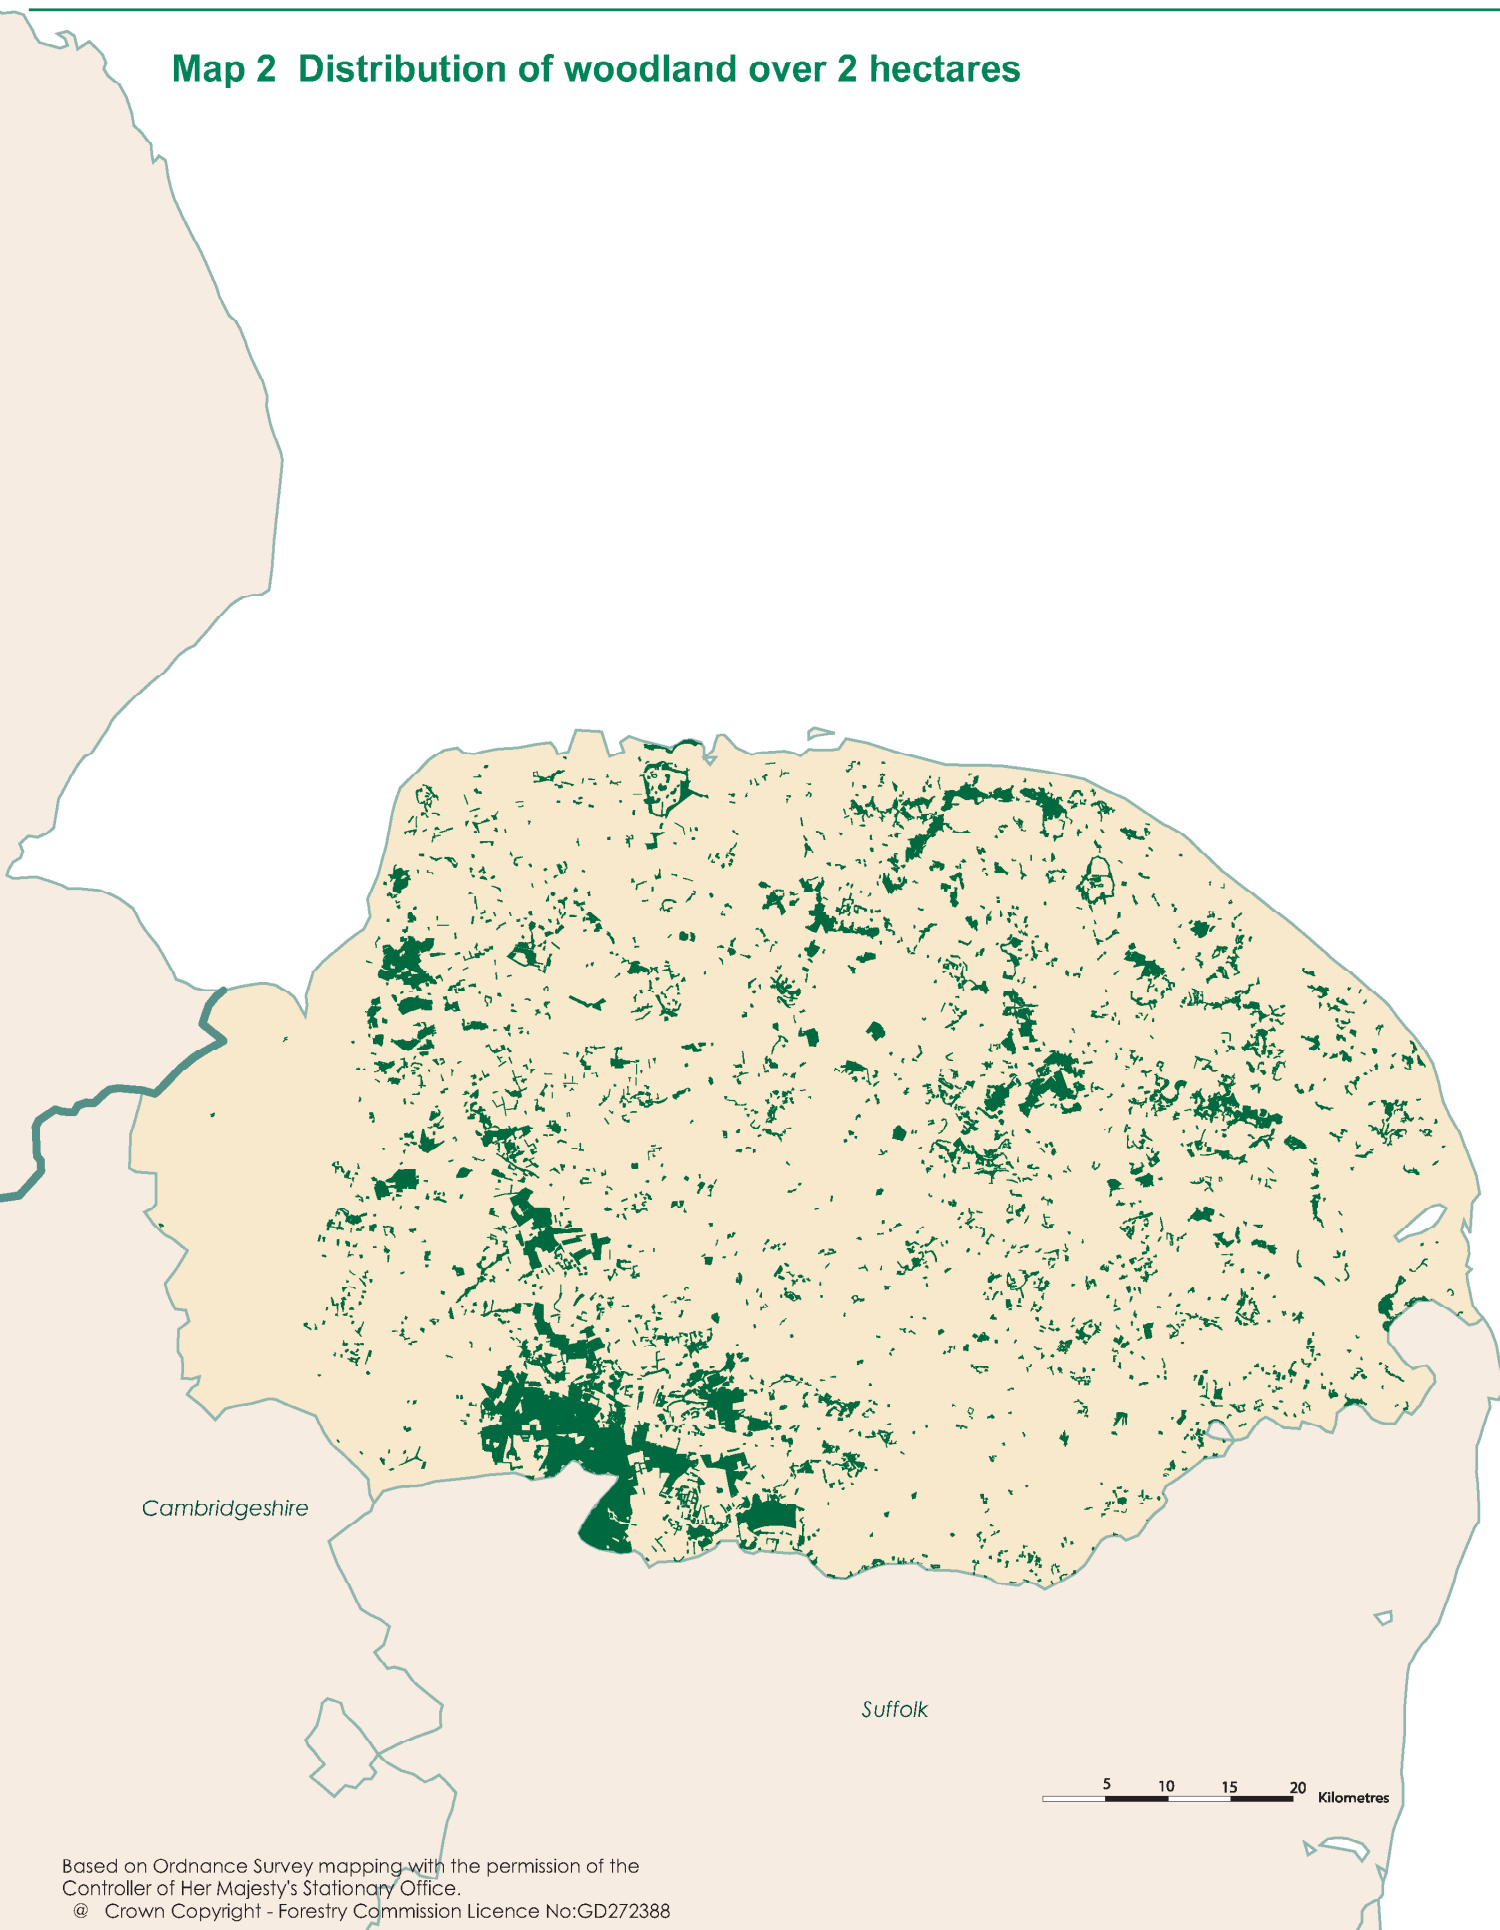 Map 2 Distribution of woodland over 2 hectares
Cambridgeshire
Suffolk
5 10 15 20 Kilometres
Based on Ordnance Survey mapping with the permission of the
Controller of Her Majesty's Stationary Office.
@ Crown Copyright - Forestry Commission Licence No:GD272388